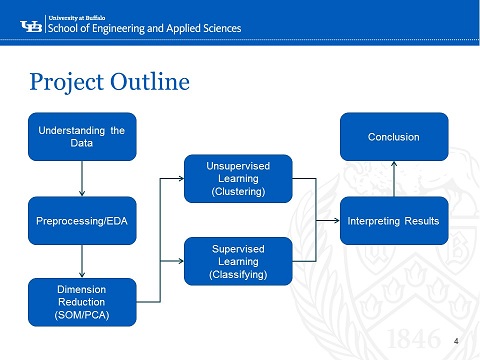 University at Buffalo
School of Engineering and Applied Sciences
Project Outline
Understanding the
Data
Preprocessing/EDA
Dimension
Reduction
(SOM/PCA)
Unsupervised
Learning
(Clustering)
Supervised
Learning
(Classifying)
Conclusion
Interpreting Results
1846
4